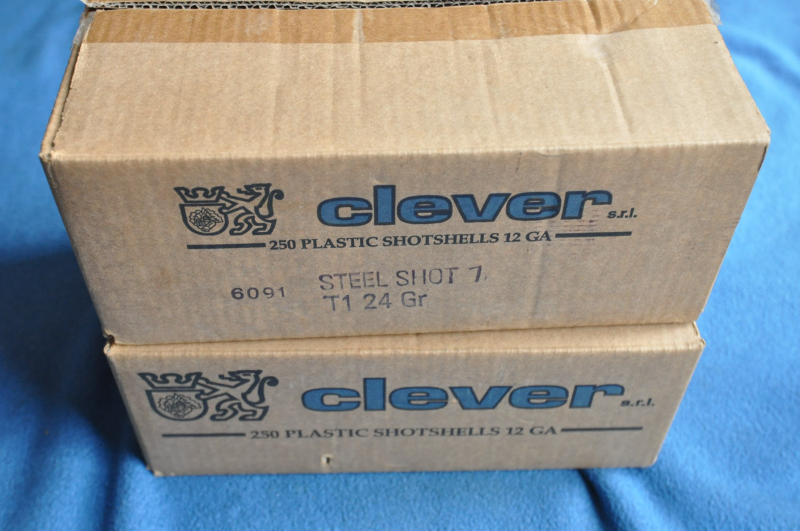 clever s.r.l.
250 PLASTIC SHOTSHELLS 12 GA
6091 STEEL SHOT 7
T1 24 Gr
clever s.r.l.
250 PLASTIC SHOTSHELLS 12 GA